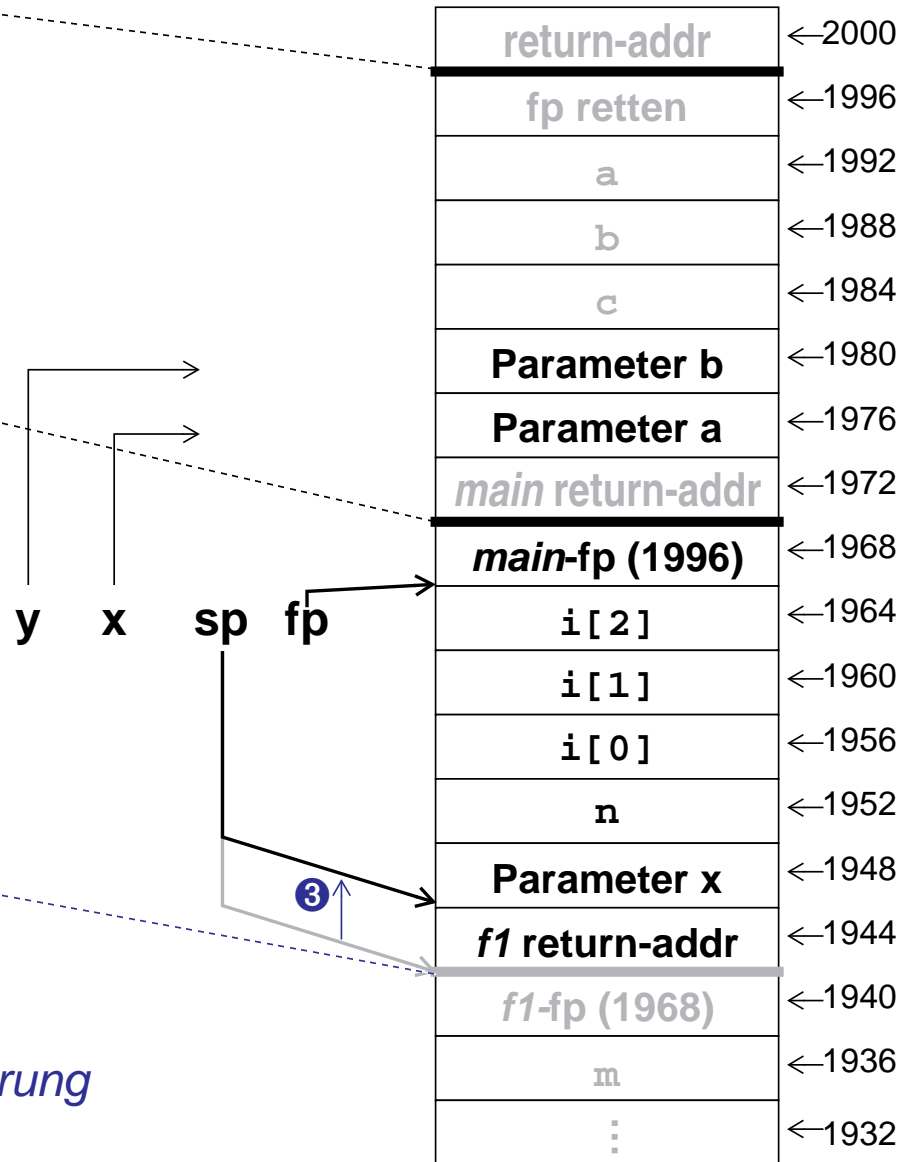 return-addr ←2000
fp retten ←1996
a ←1992
b ←1988
c ←1984
Parameter b ←1980
Parameter a ←1976
main return-addr ←1972
main-fp (1996) ←1968
y x sp fp i[2] ←1964
i[1] ←1960
i[0] ←1956
n ←1952
❸ Parameter x ←1948
f1 return-addr ←1944
f1-fp (1968) ←1940
rung m ←1936
⋮ ←1932